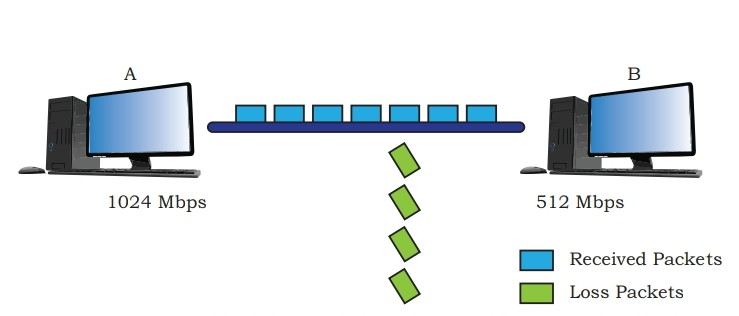 A
B
1024 Mbps
512 Mbps
Received Packets
Loss Packets